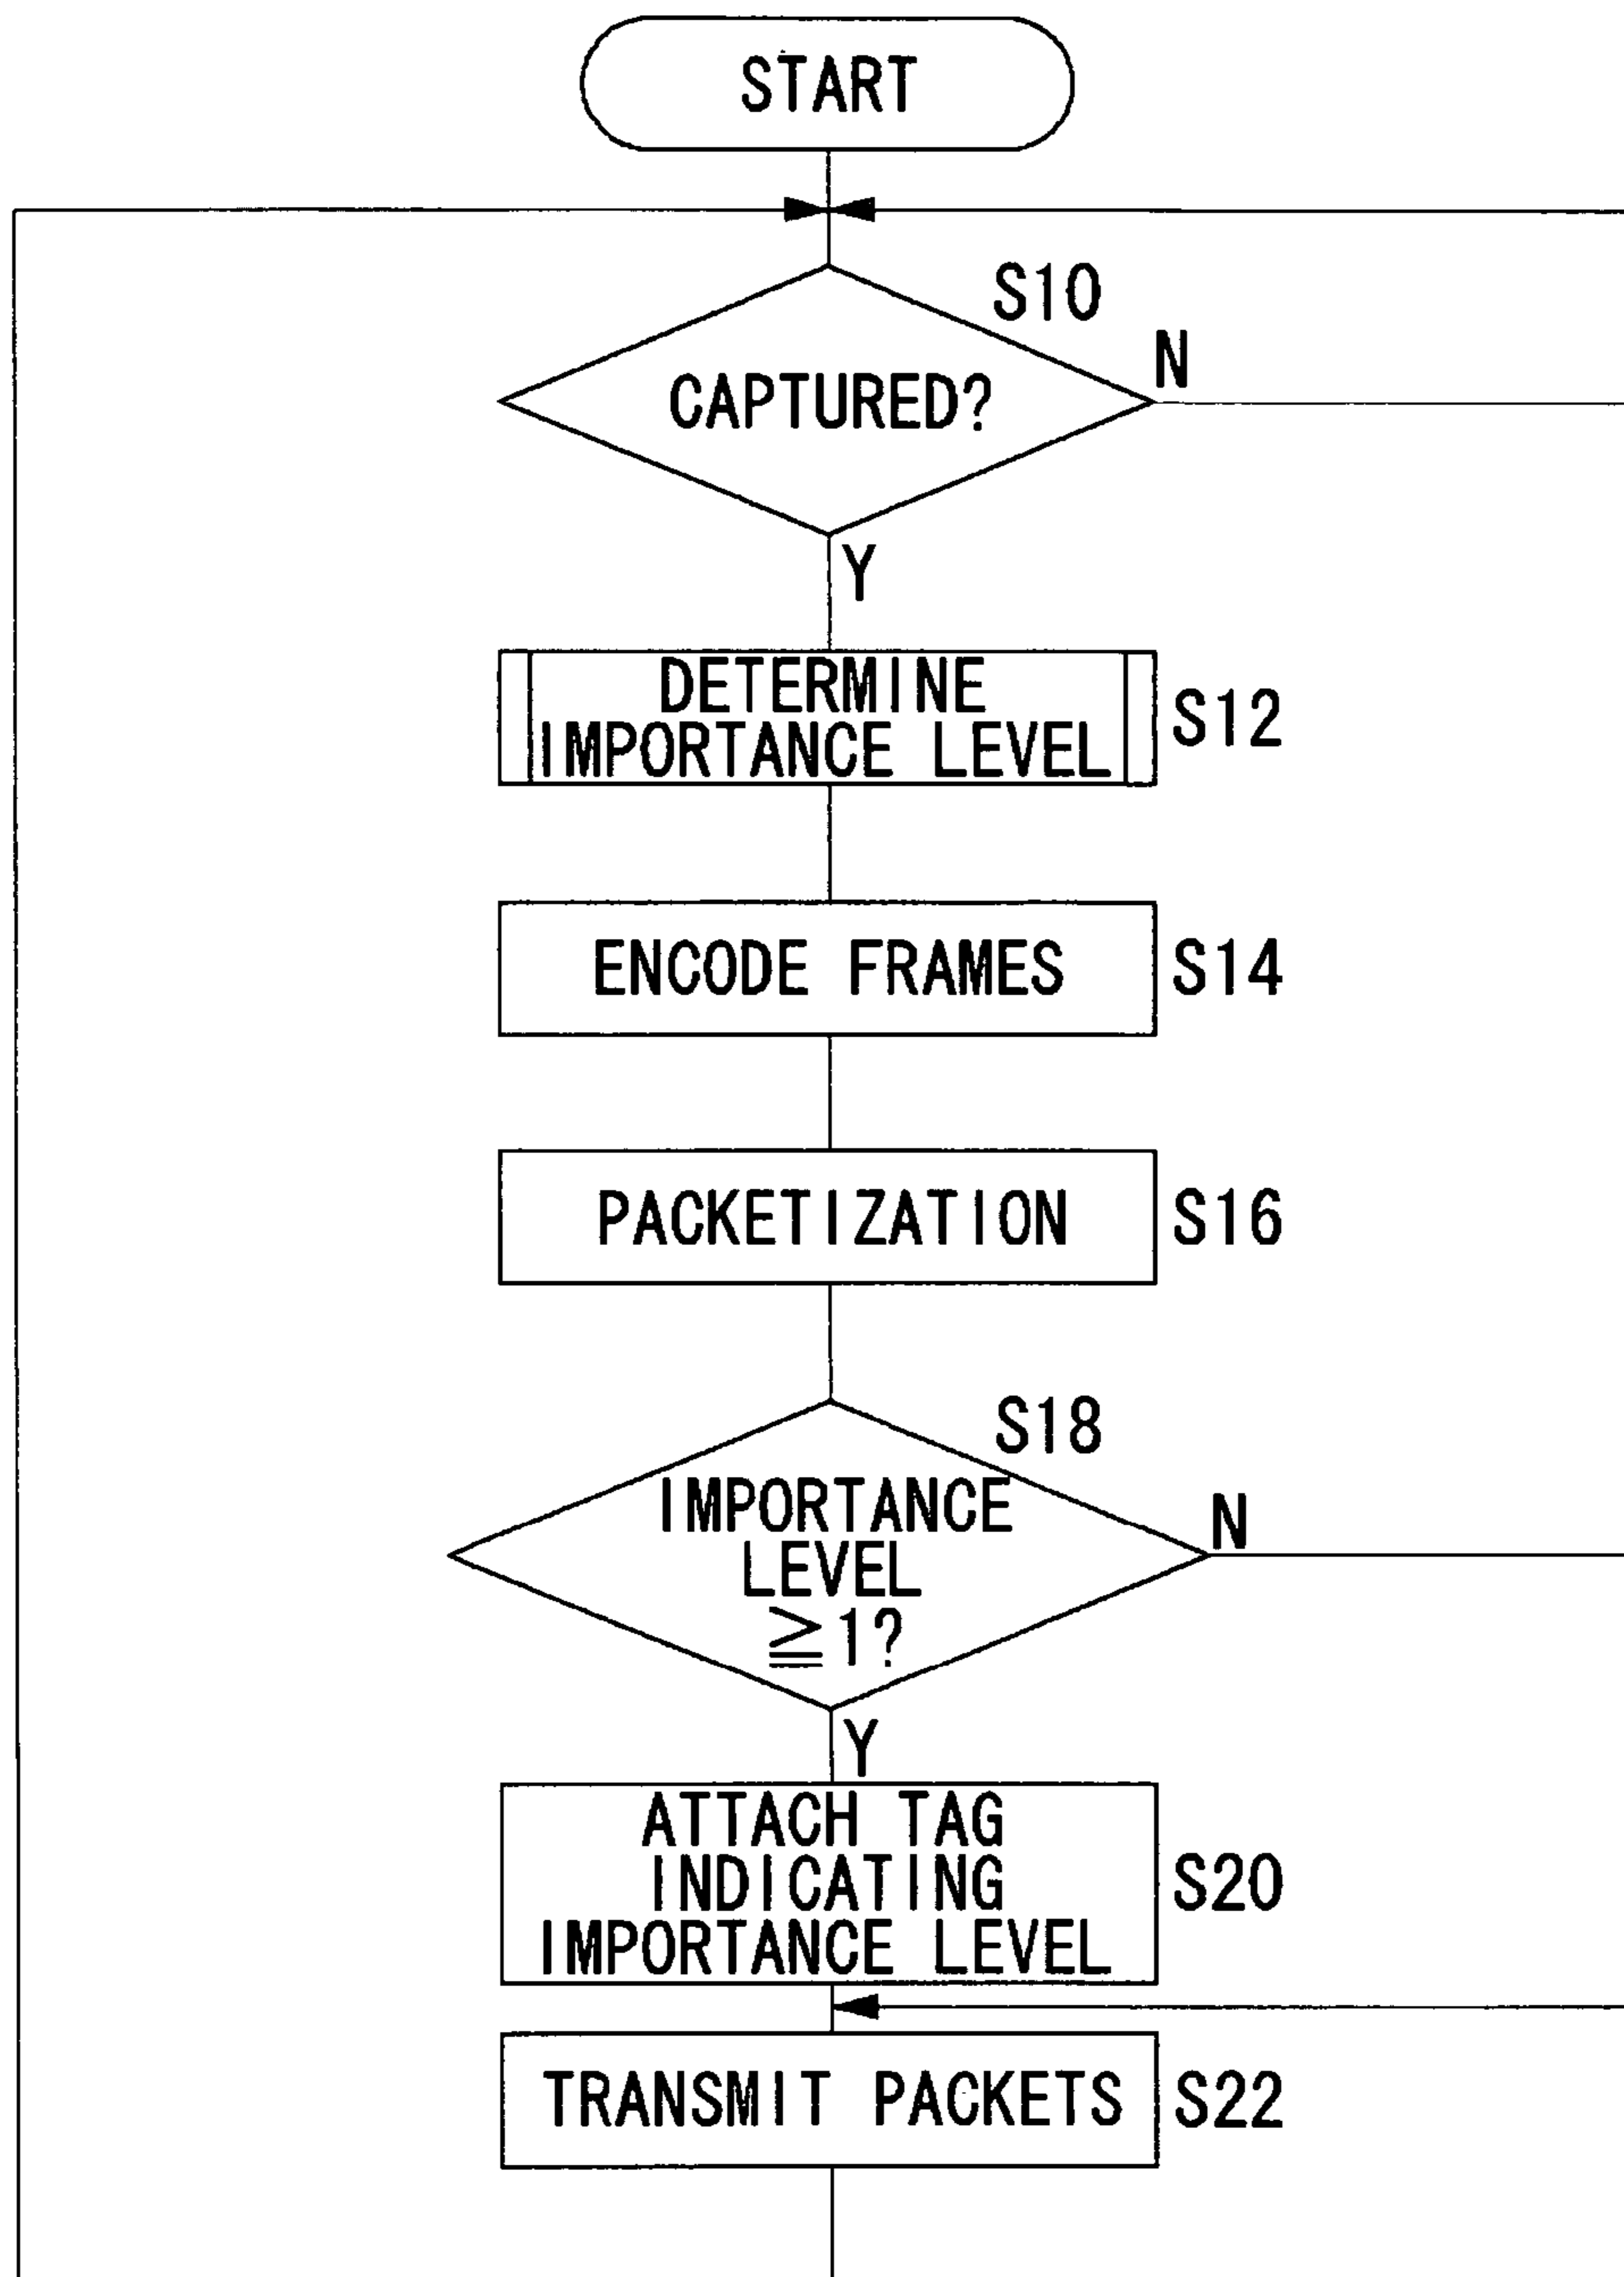 START
S10
CAPTURED?
N
Y
DETERMINE
IMPORTANCE LEVEL
S12
ENCODE FRAMES
S14
PACKETIZATION
S16
S18
IMPORTANCE
LEVEL
≧1?
N
Y
ATTACH TAG
INDICATING
IMPORTANCE LEVEL
S20
TRANSMIT PACKETS
S22